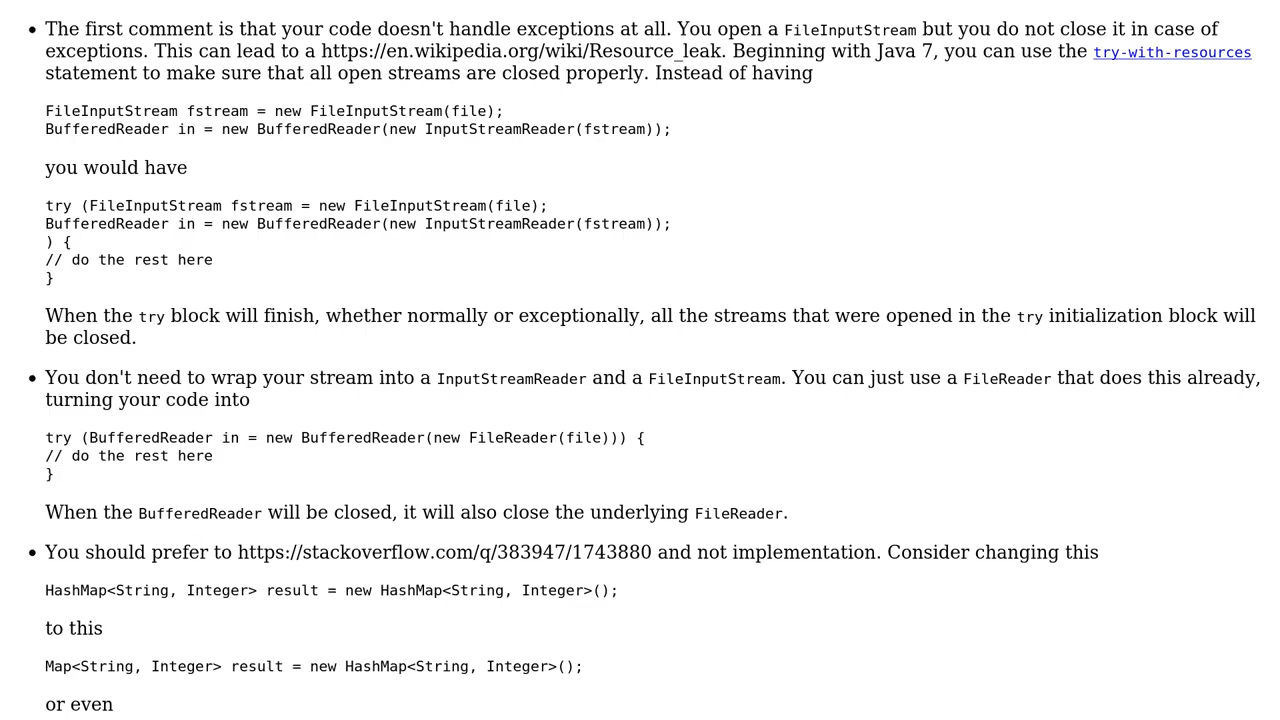 • The first comment is that your code doesn't handle exceptions at all. You open a FileInputStream but you do not close it in case of
exceptions. This can lead to a https://en.wikipedia.org/wiki/Resource_leak. Beginning with Java 7, you can use the try-with-resources
statement to make sure that all open streams are closed properly. Instead of having
FileInputStream fstream = new FileInputStream(file);
BufferedReader in = new BufferedReader(new InputStreamReader(fstream));
you would have
try (FileInputStream fstream = new FileInputStream(file);
BufferedReader in = new BufferedReader(new InputStreamReader(fstream));
) {
// do the rest here
}
When the try block will finish, whether normally or exceptionally, all the streams that were opened in the try initialization block will
be closed.
• You don't need to wrap your stream into a InputStreamReader and a FileInputStream. You can just use a FileReader that does this already,
turning your code into
try (BufferedReader in = new BufferedReader(new FileReader(file))) {
// do the rest here
}
When the BufferedReader will be closed, it will also close the underlying FileReader.
• You should prefer to https://stackoverflow.com/q/383947/1743880 and not implementation. Consider changing this
HashMap<String, Integer> result = new HashMap<String, Integer>();
to this
Map<String, Integer> result = new HashMap<String, Integer>();
or even